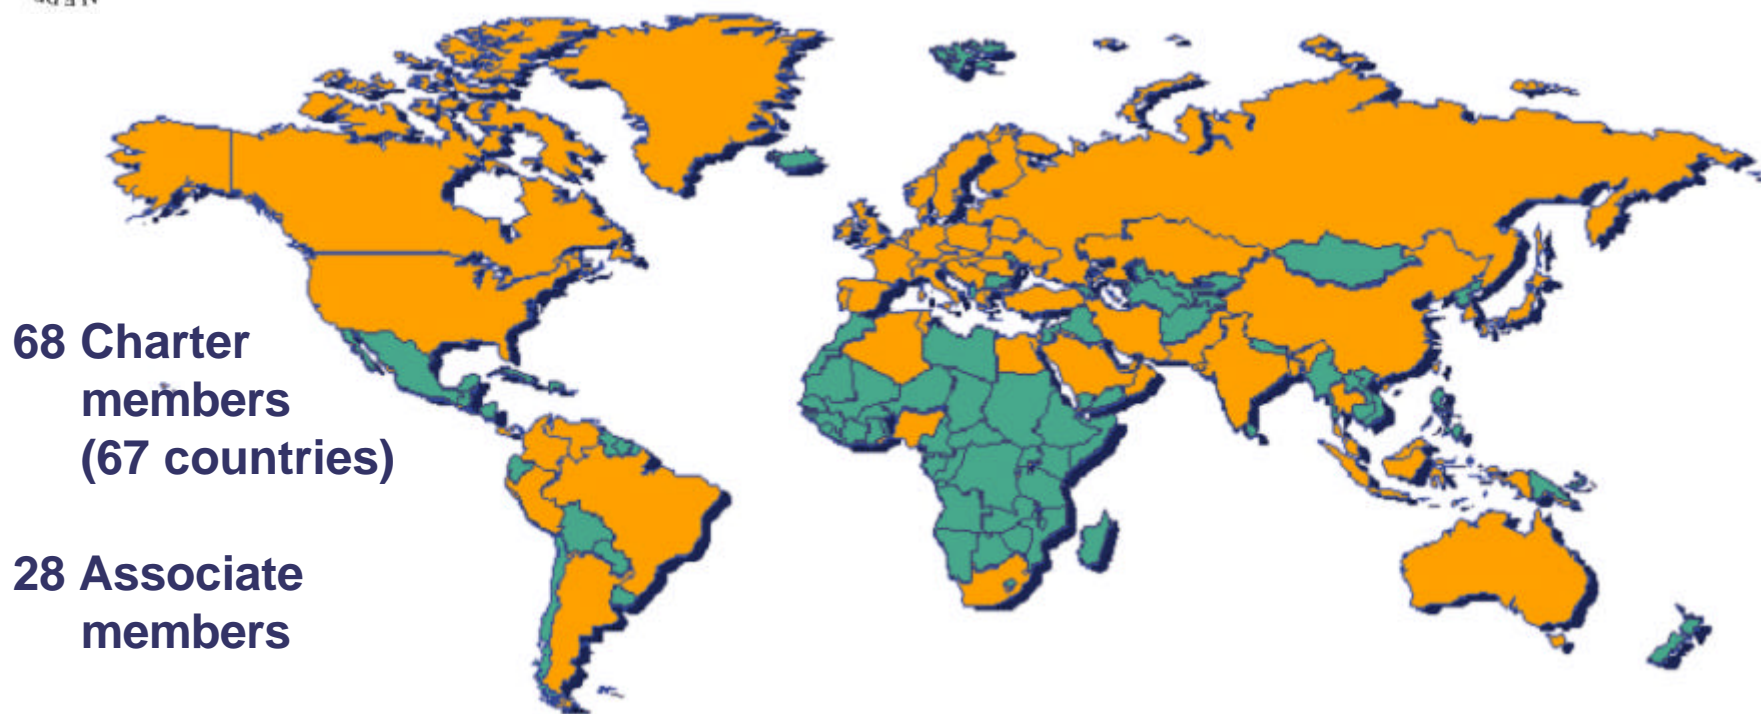 68 Charter
members
(67 countries)
28 Associate
members